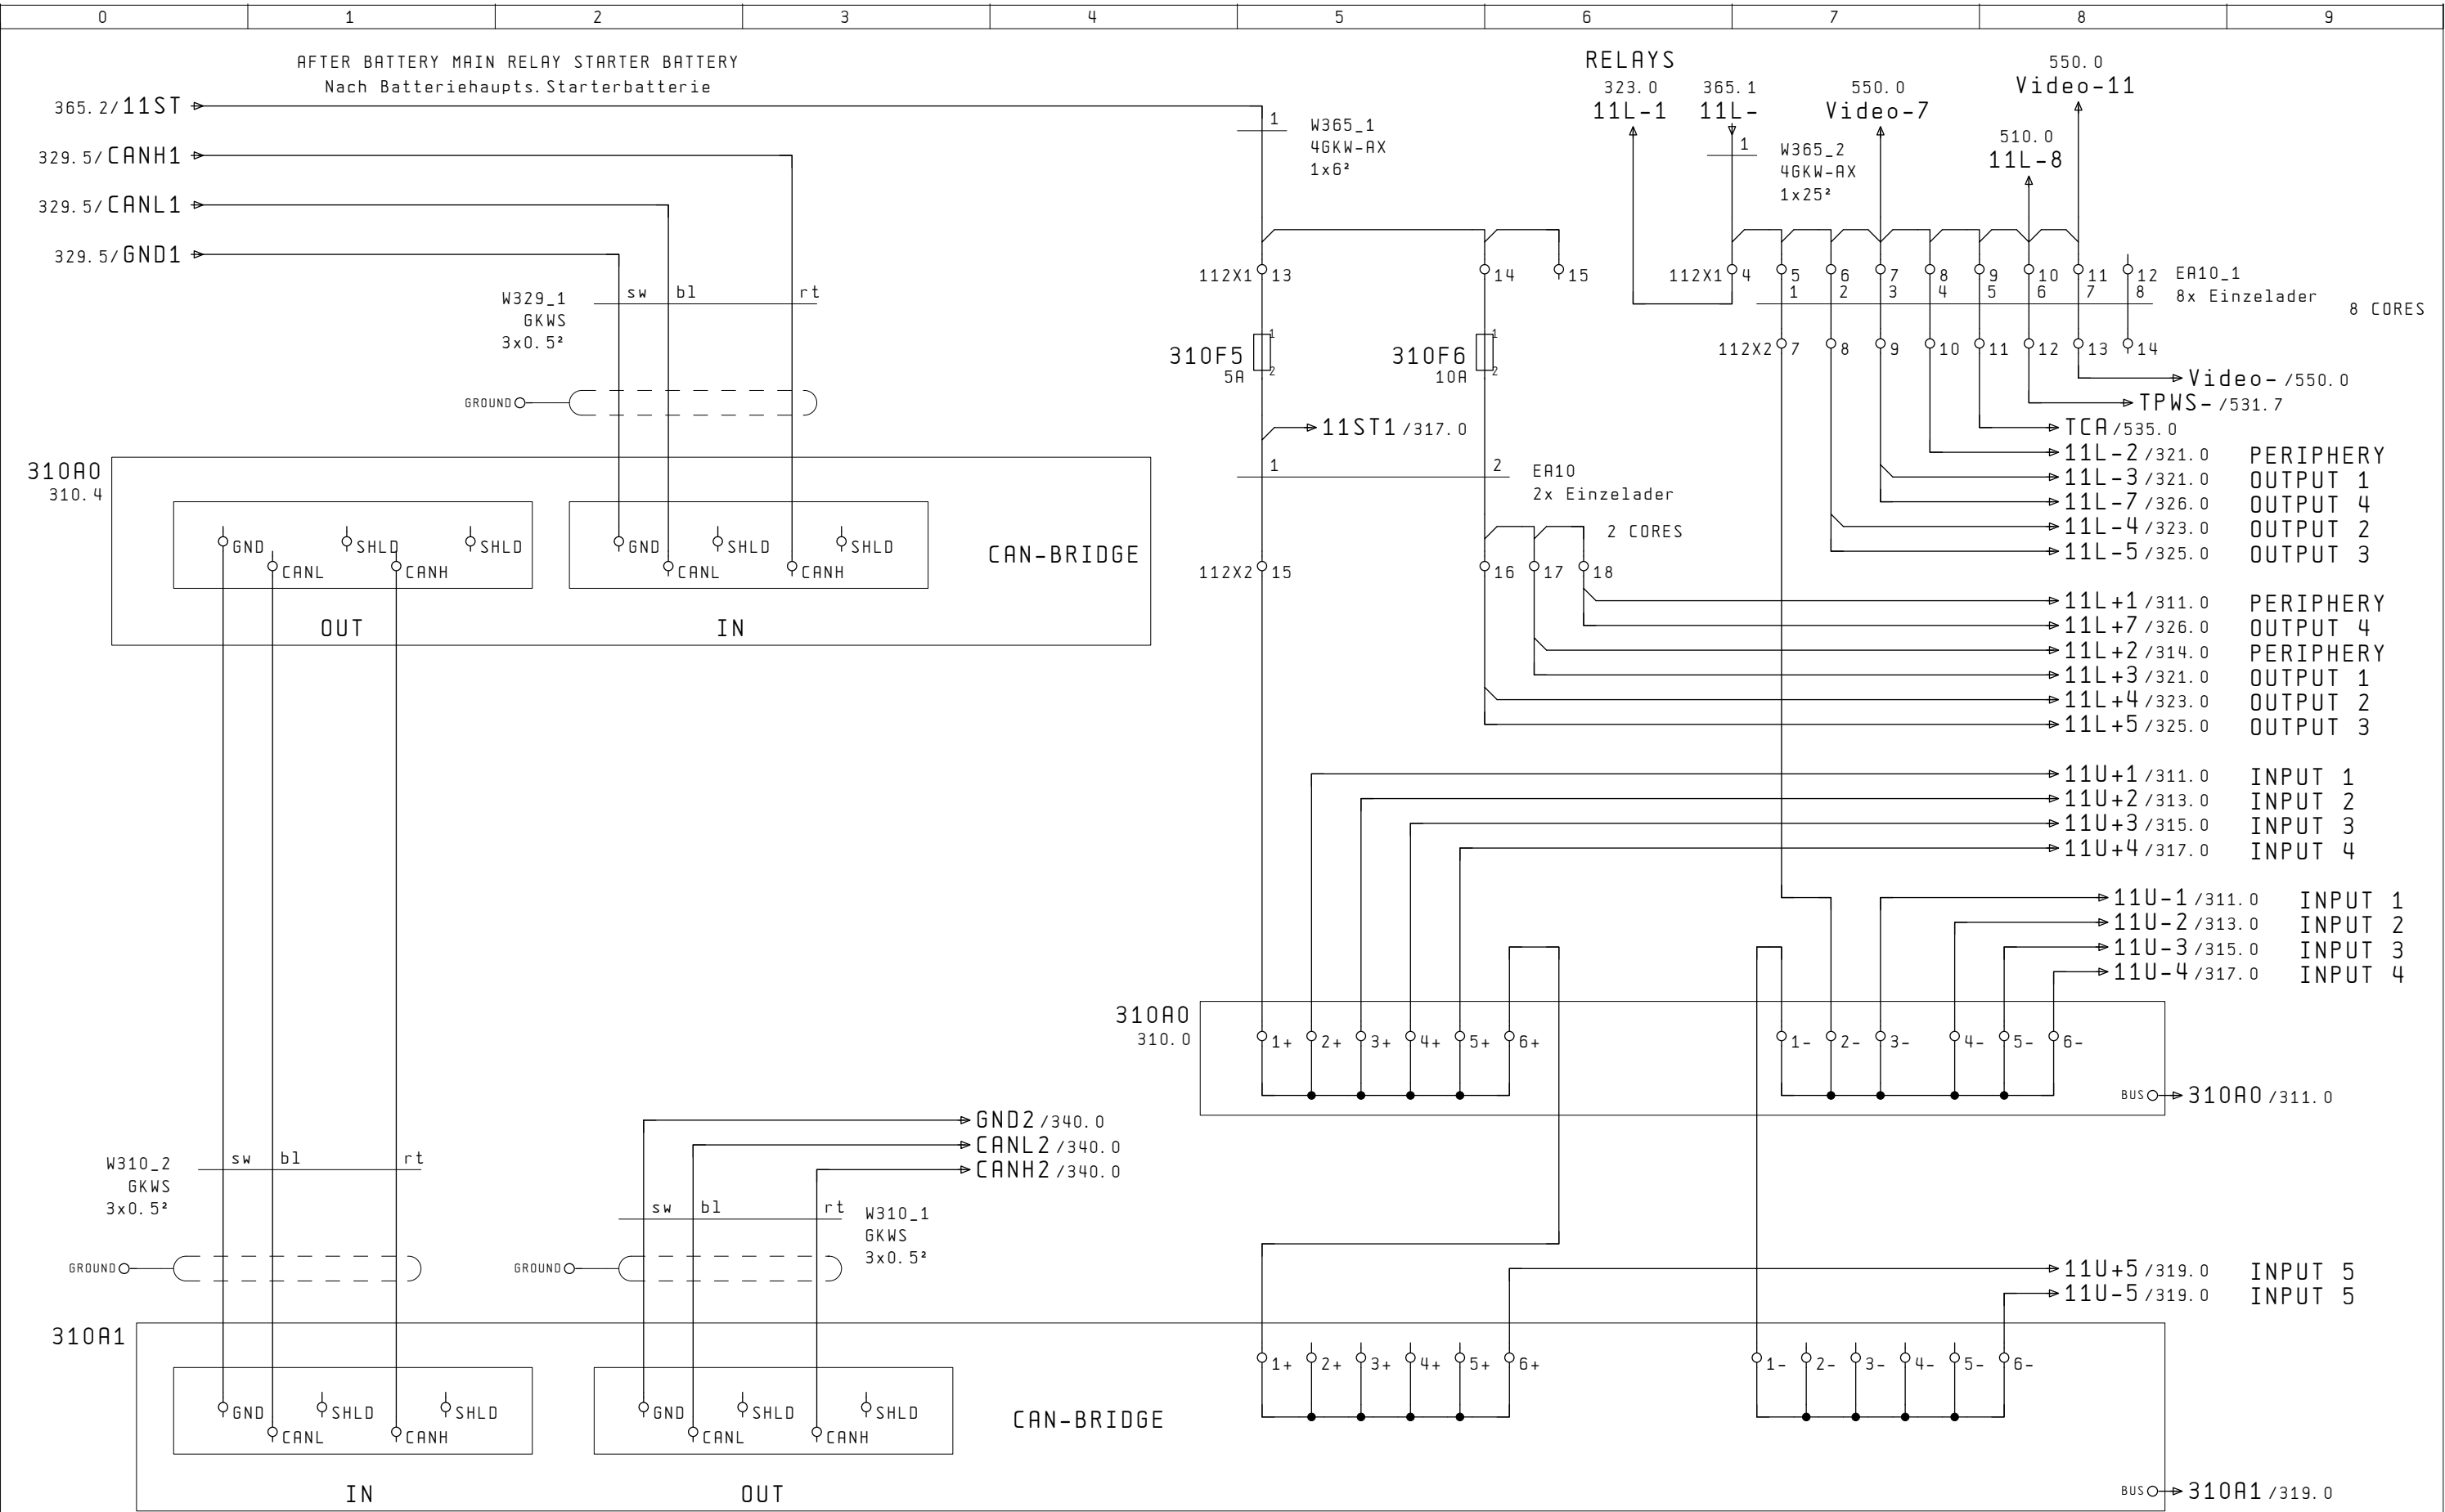 0 1 2 3 4 5 6 7 8 9
AFTER BATTERY MAIN RELAY STARTER BATTERY
Nach Batteriehaupts. Starterbatterie
365.2/11ST
329.5/CANH1
329.5/CANL1
329.5/GND1
W329_1
GKWS
3x0.5²
sw bl rt
GROUND
310A0
310.4
GND SHLD SHLD
CANL CANH
OUT
GND SHLD SHLD
CANL CANH
IN
CAN-BRIDGE
1
W365_1
4GKW-AX
1x6²
RELAYS
323.0
11L-1
365.1
11L-
1
W365_2
4GKW-AX
1x25²
550.0
Video-7
510.0
11L-8
550.0
Video-11
112X1 13 14 15
112X1 4 5 6 7 8 9 10 11 12
1 2 3 4 5 6 7 8
EA10_1
8x Einzelader
8 CORES
310F5
5A
1
2
310F6
10A
1
2
112X2 7 8 9 10 11 12 13 14
11ST1/317.0
1 2
EA10
2x Einzelader
2 CORES
112X2 15 16 17 18
Video-/550.0
TPWS-/531.7
TCA/535.0
11L-2/321.0 PERIPHERY
11L-3/321.0 OUTPUT 1
11L-7/326.0 OUTPUT 4
11L-4/323.0 OUTPUT 2
11L-5/325.0 OUTPUT 3
11L+1/311.0 PERIPHERY
11L+7/326.0 OUTPUT 4
11L+2/314.0 PERIPHERY
11L+3/321.0 OUTPUT 1
11L+4/323.0 OUTPUT 2
11L+5/325.0 OUTPUT 3
11U+1/311.0 INPUT 1
11U+2/313.0 INPUT 2
11U+3/315.0 INPUT 3
11U+4/317.0 INPUT 4
11U-1/311.0 INPUT 1
11U-2/313.0 INPUT 2
11U-3/315.0 INPUT 3
11U-4/317.0 INPUT 4
310A0
310.0
1+ 2+ 3+ 4+ 5+ 6+
1- 2- 3- 4- 5- 6-
BUS 310A0/311.0
GND2/340.0
CANL2/340.0
CANH2/340.0
W310_2
GKWS
3x0.5²
sw bl rt
GROUND
sw bl rt
W310_1
GKWS
3x0.5²
GROUND
11U+5/319.0 INPUT 5
11U-5/319.0 INPUT 5
310A1
GND SHLD SHLD
CANL CANH
IN
GND SHLD SHLD
CANL CANH
OUT
CAN-BRIDGE
1+ 2+ 3+ 4+ 5+ 6+
1- 2- 3- 4- 5- 6-
BUS 310A1/319.0